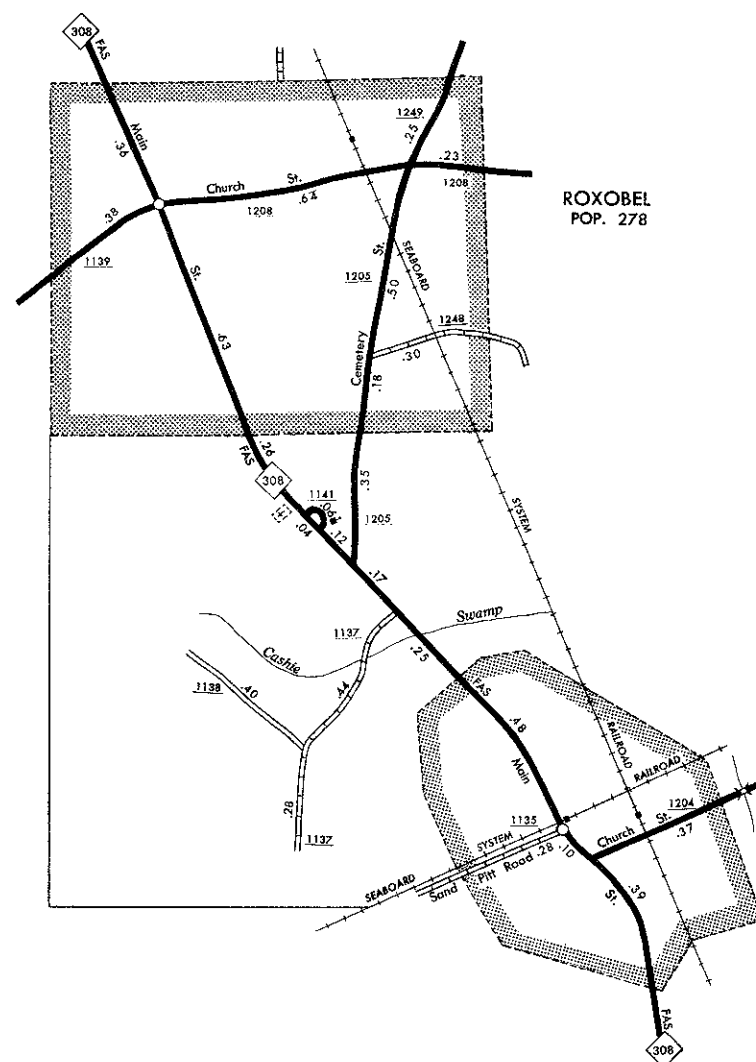 308
FAS
Main
.36
1249
.25
.23
1208
ROXOBEL
POP. 278
Church St.
.64
1208
.38
1139
St.
.63
SEABOARD
St.
1205
.50
1248
.30
Cemetery
.18
.26
FAS
308
.35
1141
.06
.04
.12
1205
.17
SYSTEM
Swamp
1137
Cashie
.25
1138
.40
.44
FAS
.48
Main
RAILROAD
RAILROAD
.28
1137
1135
1204
Church St.
.37
SYSTEM
SEABOARD
Sand Pitt Road .28
.10
.39
St.
FAS
308